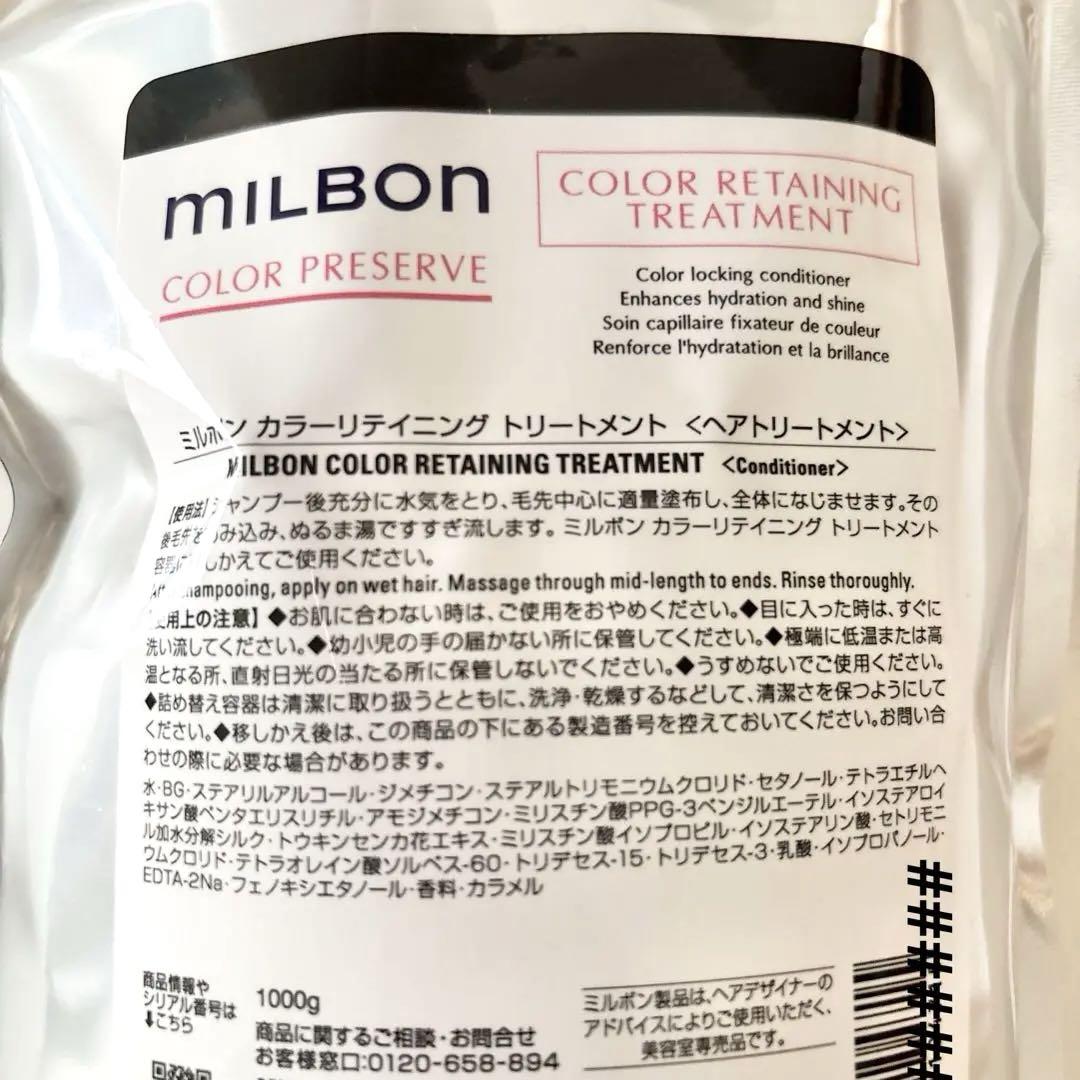 MILBON
COLOR PRESERVE
COLOR RETAINING
TREATMENT
Color locking conditioner
Enhances hydration and shine
Soin capillaire fixateur de couleur
Renforce l'hydratation et la brillance
ミルボン カラーリテイニング トリートメント <ヘアトリートメント>
MILBON COLOR RETAINING TREATMENT <Conditioner>
【使用法】シャンプー後充分に水気をとり、毛先中心に適量塗布し、全体になじませます。その
後毛先をもみ込み、ぬるま湯ですすぎ流します。ミルボン カラーリテイニング トリートメント
容器に しかえてご使用ください。
After shampooing, apply on wet hair. Massage through mid-length to ends. Rinse thoroughly.
【使用上の注意】◆お肌に合わない時は、ご使用をおやめください。◆目に入った時は、すぐに
洗い流してください。◆幼小児の手の届かない所に保管してください。◆極端に低温または高
温となる所、直射日光の当たる所に保管しないでください。◆うすめないでご使用ください。
◆詰め替え容器は清潔に取り扱うとともに、洗浄・乾燥するなどして、清潔さを保つようにして
ください。◆移しかえ後は、この商品の下にある製造番号を控えておいてください。お問い合
わせの際に必要な場合があります。
水・BG・ステアリルアルコール・ジメチコン・ステアルトリモニウムクロリド・セタノール・テトラエチルヘ
キサン酸ペンタエリスリチル・アモジメチコン・ミリスチン酸PPG-3ベンジルエーテル・イソステアロイ
ル加水分解シルク・トウキンセンカ花エキス・ミリスチン酸イソプロピル・イソステアリン酸・セトリモニ
ウムクロリド・テトラオレイン酸ソルベス-60・トリデセス-15・トリデセス-3・乳酸・イソプロパノール・
EDTA-2Na・フェノキシエタノール・香料・カラメル
商品情報や
シリアル番号は
↓こちら
1000g
商品に関するご相談・お問合せ
お客様窓口:0120-658-894
ミルボン製品は、ヘアデザイナーの
アドバイスによりご使用いただく、
美容室専売品です。